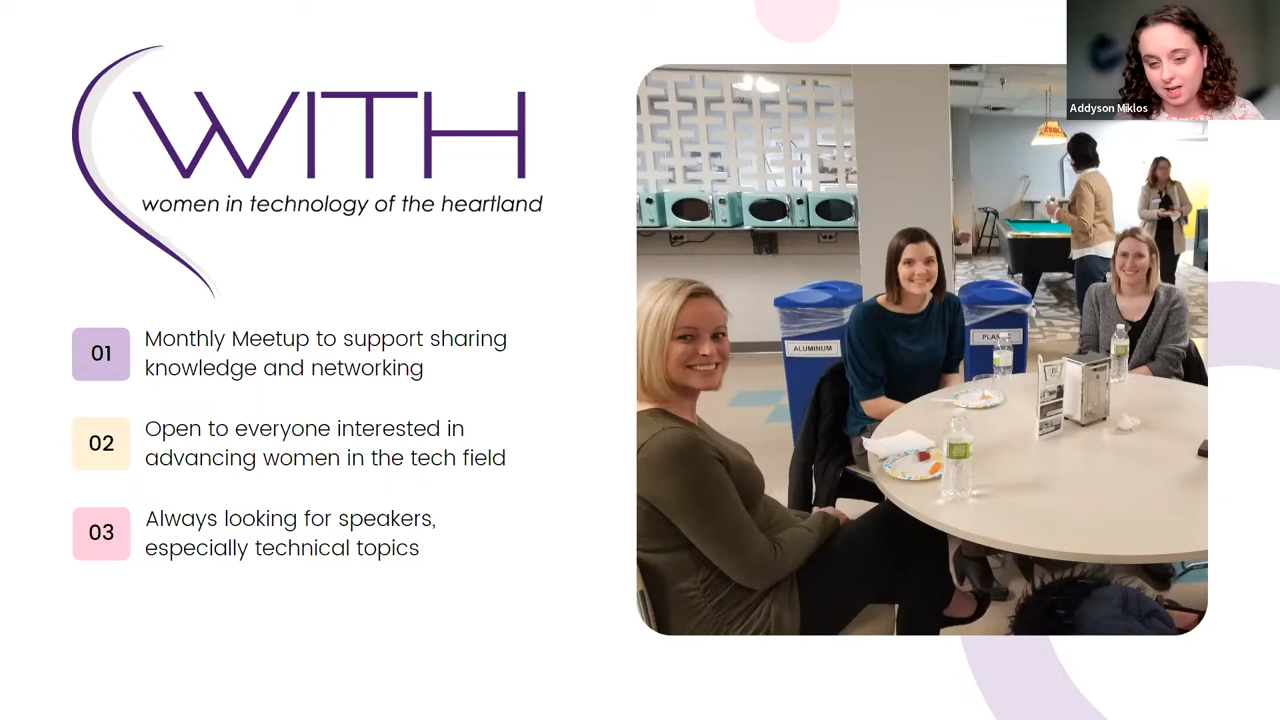 WITH
women in technology of the heartland
01
Monthly Meetup to support sharing
knowledge and networking
02
Open to everyone interested in
advancing women in the tech field
03
Always looking for speakers,
especially technical topics
Addyson Miklos
ALUMINUM